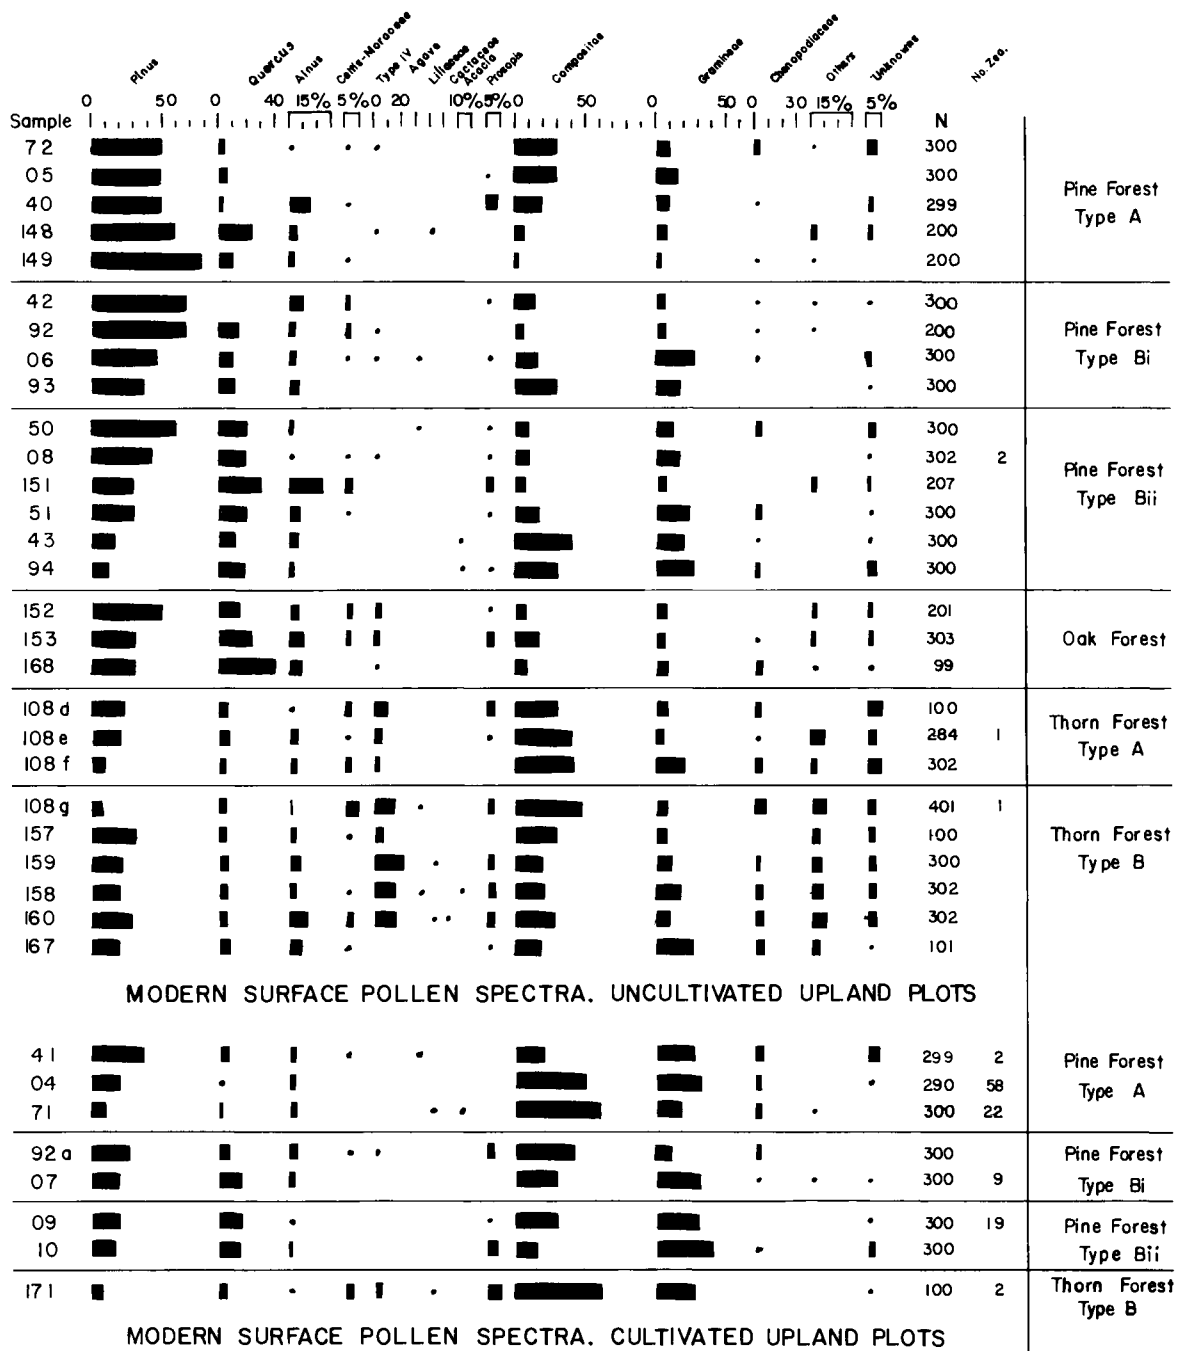 Pinus Quercus Alnus Celtis-Moraceae Type IV Agave Liliaceae Cactaceae Acacia Prosopis Compositae Gramineae Chenopodiaceae Others Unknowns No. Zea.
0 50 0 40 15% 5% 0 20 10% 5% 0 50 0 50 0 30 15% 5%
Sample N
72 300
05 300
40 299 Pine Forest
148 200 Type A
149 200
42 300
92 200 Pine Forest
06 300 Type Bi
93 300
50 300
08 302 2
151 207 Pine Forest
51 300 Type Bii
43 300
94 300
152 201
153 303 Oak Forest
168 99
108 d 100 Thorn Forest
108 e 284 1 Type A
108 f 302
108 g 401 1
157 100 Thorn Forest
159 300 Type B
158 302
160 302
167 101
MODERN SURFACE POLLEN SPECTRA. UNCULTIVATED UPLAND PLOTS
41 299 2 Pine Forest
04 290 58 Type A
71 300 22
92 a 300 Pine Forest
07 300 9 Type Bi
09 300 19 Pine Forest
10 300 Type Bii
171 100 2 Thorn Forest
Type B
MODERN SURFACE POLLEN SPECTRA. CULTIVATED UPLAND PLOTS